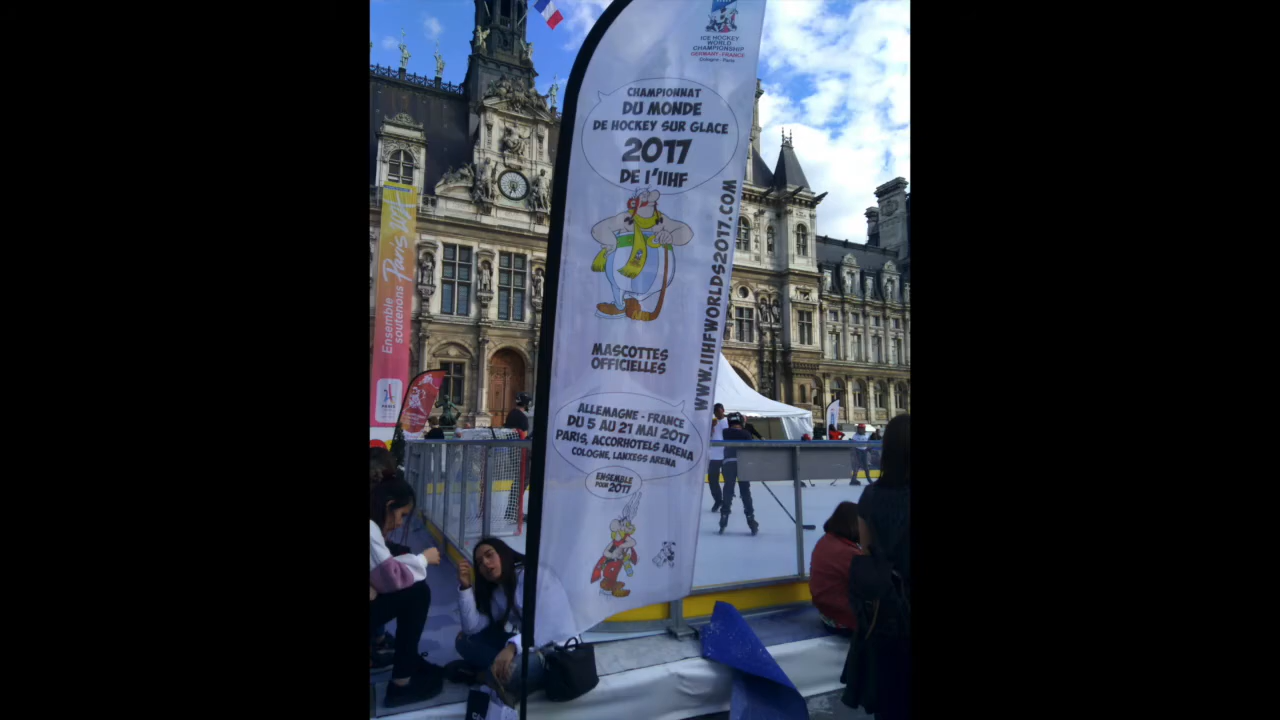 ICE HOCKEY
WORLD
CHAMPIONSHIP
GERMANY-FRANCE
Cologne - Paris
CHAMPIONNAT
DU MONDE
DE HOCKEY SUR GLACE
2017
DE l'IIHF
WWW.IIHFWORLDS2017.COM
MASCOTTES
OFFICIELLES
ALLEMAGNE - FRANCE
DU 5 AU 21 MAI 2017
PARIS, ACCORHOTELS ARENA
COLOGNE, LANXESS ARENA
ENSEMBLE
POUR 2017
Ensemble
soutenons
PARIS